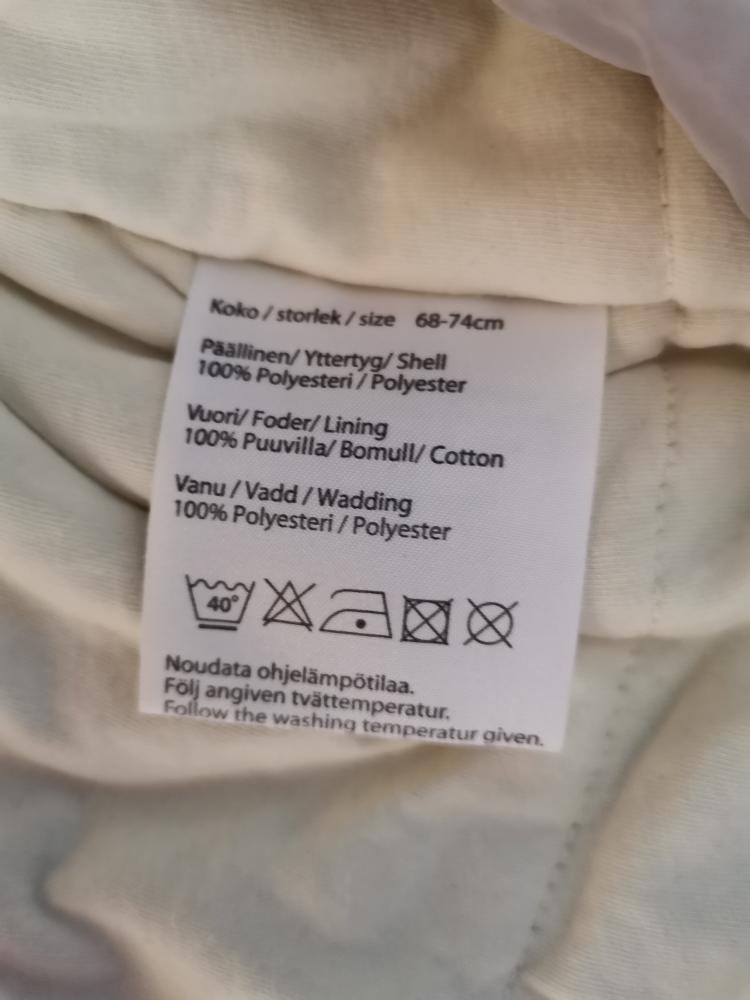 Koko / storlek / size 68-74cm
Päällinen/ Yttertyg/ Shell
100% Polyesteri / Polyester
Vuori/ Foder/ Lining
100% Puuvilla/ Bomull/ Cotton
Vanu / Vadd / Wadding
100% Polyesteri / Polyester
40°
Noudata ohjelämpötilaa.
Följ angiven tvättemperatur.
Follow the washing temperatur given.